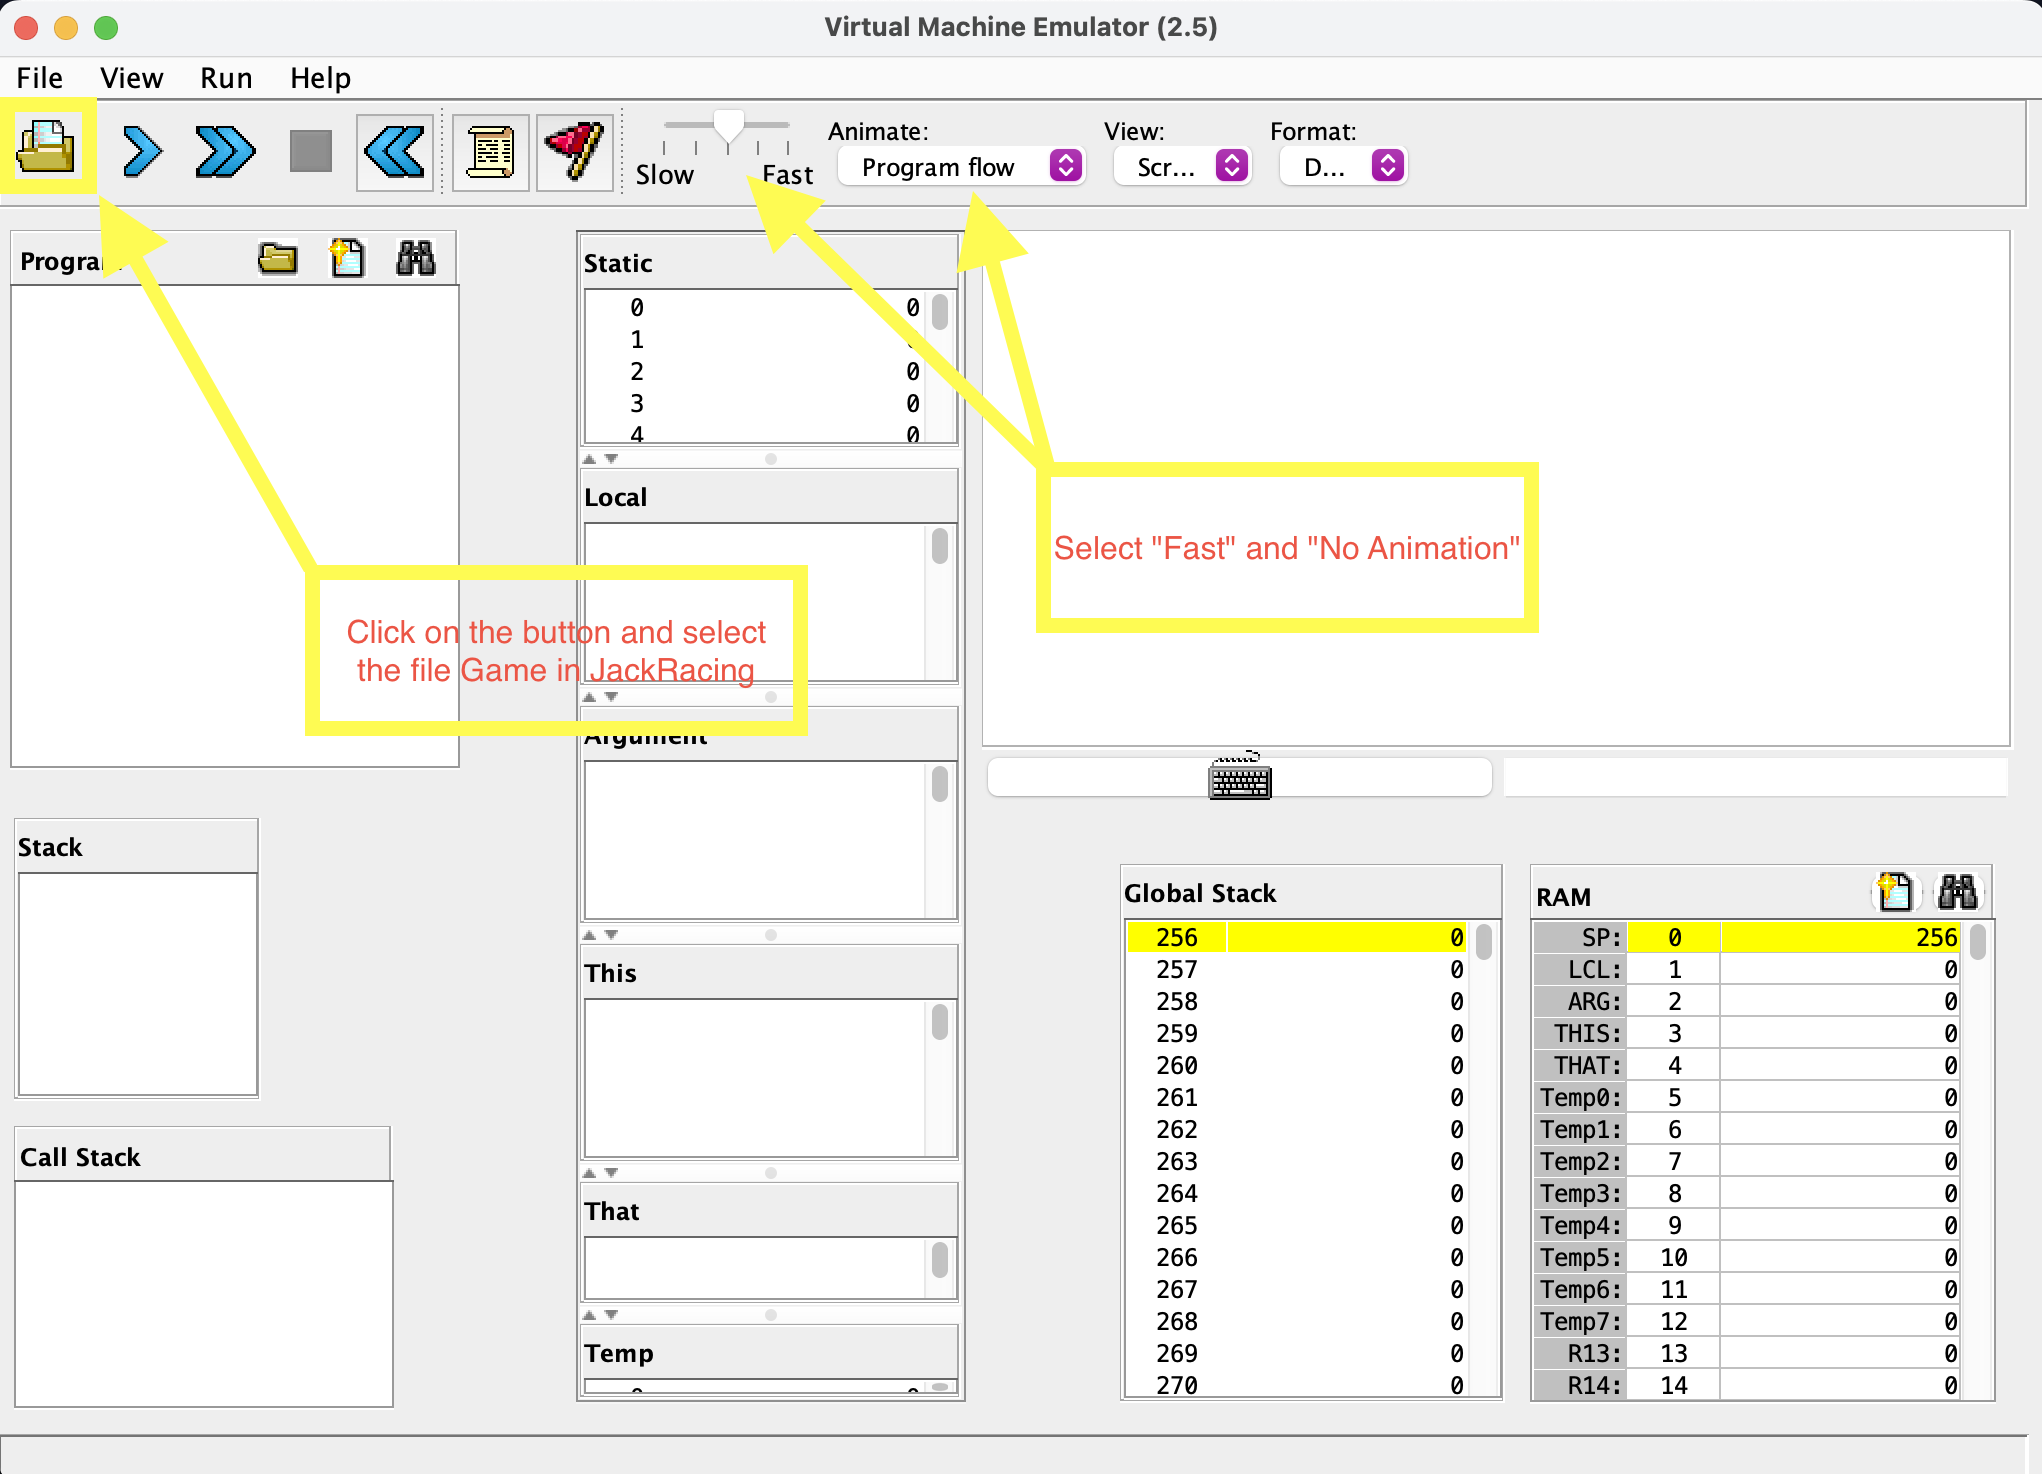 Virtual Machine Emulator (2.5)
File View Run Help
Slow Fast
Animate:
Program flow
View:
Scr...
Format:
D...
Static
0 0
1
2 0
3 0
4 0
Local
Select "Fast" and "No Animation"
Click on the button and select
the file Game in JackRacing
Argument
This
That
Temp
Stack
Call Stack
Global Stack
256 0
257 0
258 0
259 0
260 0
261 0
262 0
263 0
264 0
265 0
266 0
267 0
268 0
269 0
270 0
RAM
SP: 0 256
LCL: 1 0
ARG: 2 0
THIS: 3 0
THAT: 4 0
Temp0: 5 0
Temp1: 6 0
Temp2: 7 0
Temp3: 8 0
Temp4: 9 0
Temp5: 10 0
Temp6: 11 0
Temp7: 12 0
R13: 13 0
R14: 14 0